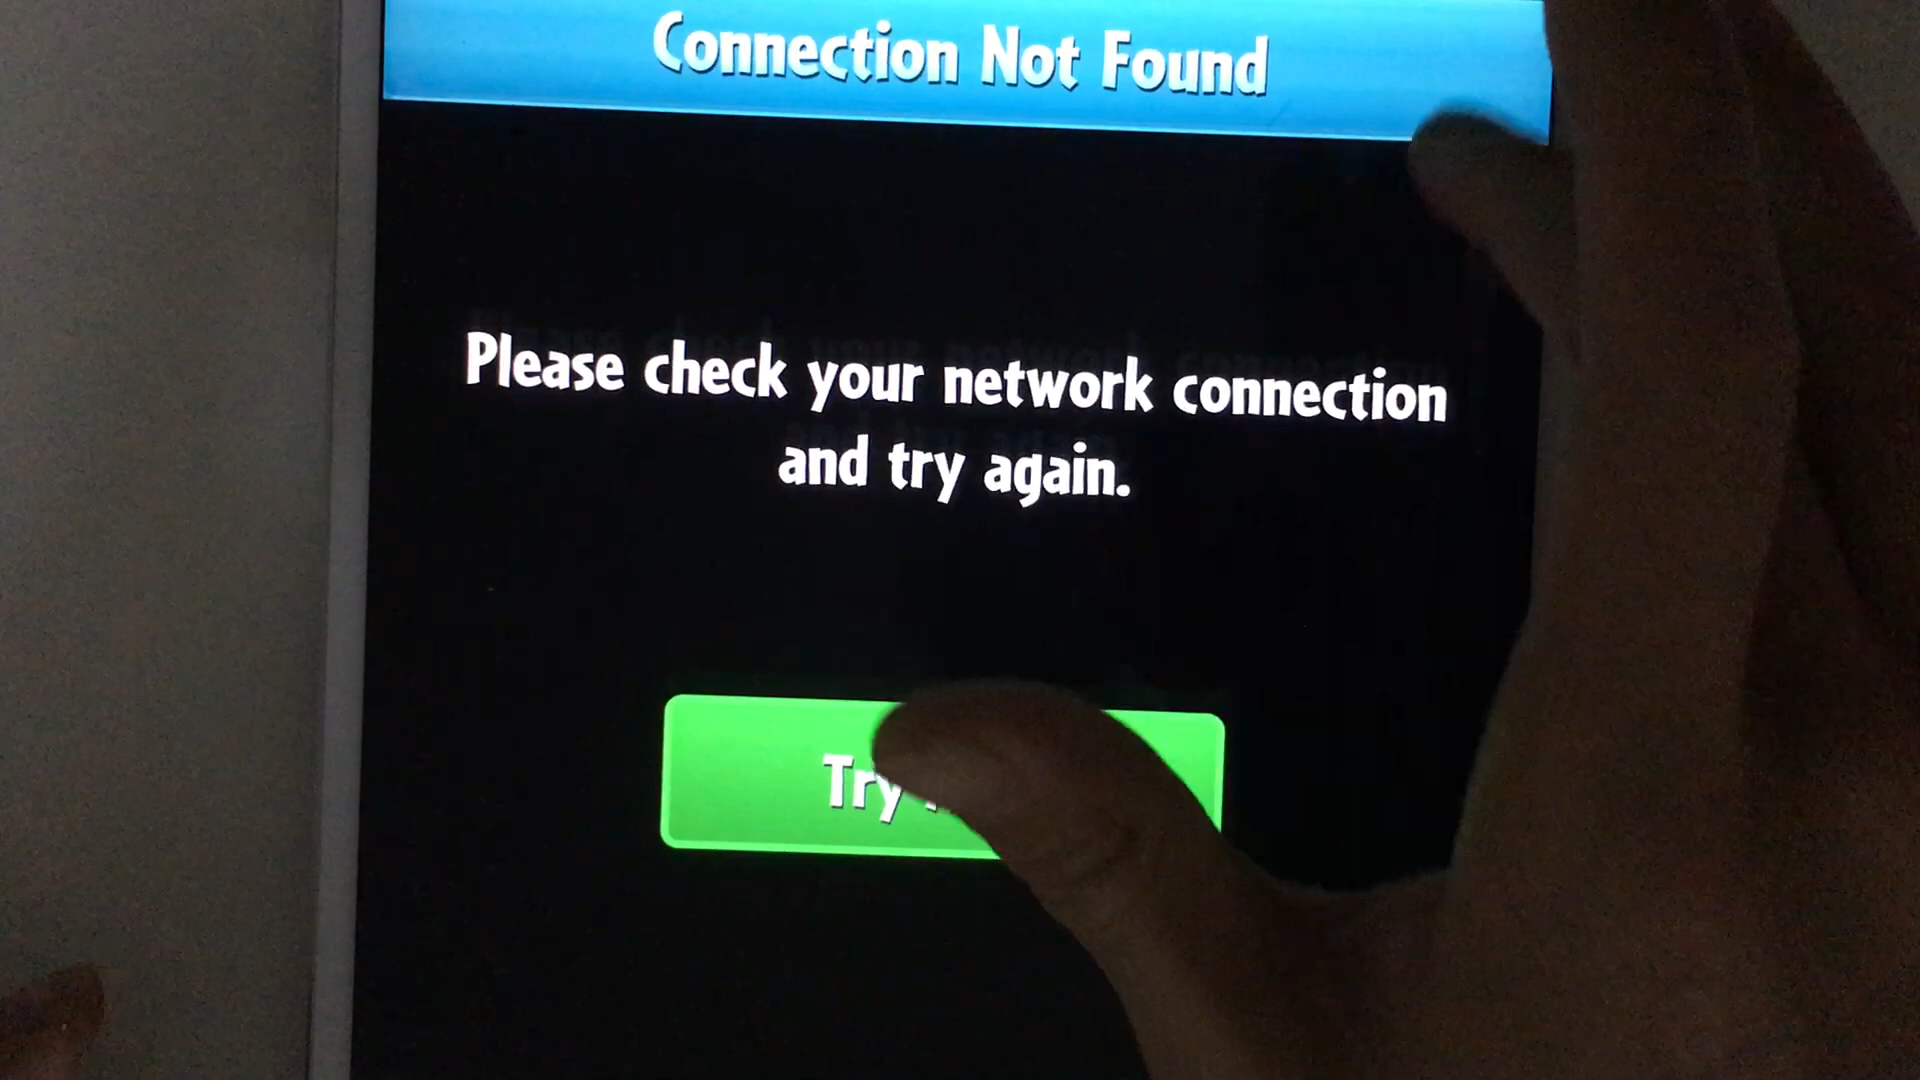 Connection Not Found
Please check your network connection
and try again.
Try